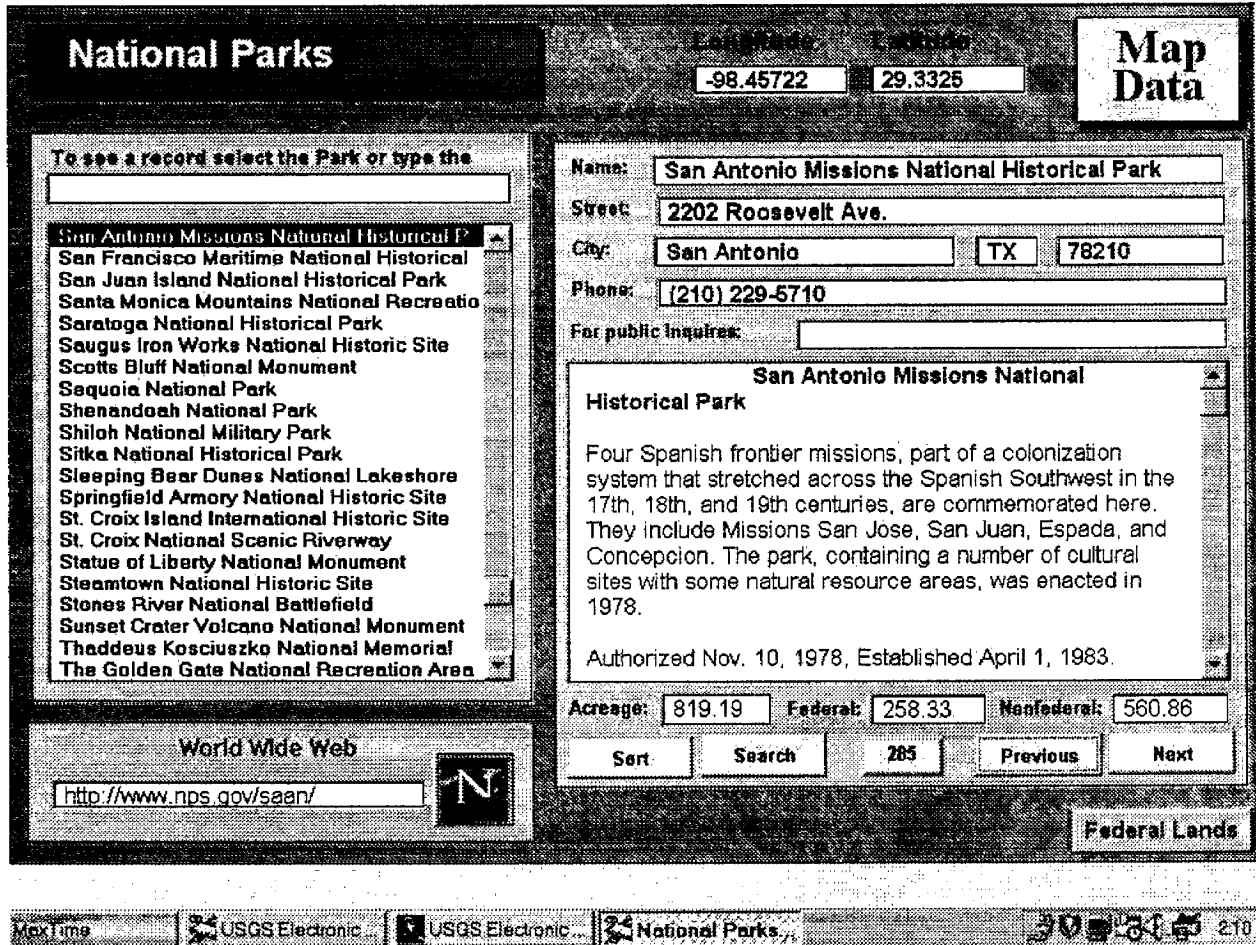 National Parks
Longitude Latitude
-98.45722 29.3325
Map
Data
To see a record select the Park or type the
San Antonio Missions National Historical P
San Francisco Maritime National Historical
San Juan Island National Historical Park
Santa Monica Mountains National Recreatio
Saratoga National Historical Park
Saugus Iron Works National Historic Site
Scotts Bluff National Monument
Sequoia National Park
Shenandoah National Park
Shiloh National Military Park
Sitka National Historical Park
Sleeping Bear Dunes National Lakeshore
Springfield Armory National Historic Site
St. Croix Island International Historic Site
St. Croix National Scenic Riverway
Statue of Liberty National Monument
Steamtown National Historic Site
Stones River National Battlefield
Sunset Crater Volcano National Monument
Thaddeus Kosciuszko National Memorial
The Golden Gate National Recreation Area
World Wide Web
http://www.nps.gov/saan/
N
Name: San Antonio Missions National Historical Park
Street: 2202 Roosevelt Ave.
City: San Antonio TX 78210
Phone: (210) 229-5710
For public Inquires:
San Antonio Missions National
Historical Park
Four Spanish frontier missions, part of a colonization
system that stretched across the Spanish Southwest in the
17th, 18th, and 19th centuries, are commemorated here.
They include Missions San Jose, San Juan, Espada, and
Concepcion. The park, containing a number of cultural
sites with some natural resource areas, was enacted in
1978.
Authorized Nov. 10, 1978, Established April 1, 1983.
Acreage: 819.19 Federal: 258.33 Nonfederal: 560.86
Sort Search 285 Previous Next
Federal Lands
MaxTime USGS Electronic... USGS Electronic... National Parks... 2:10